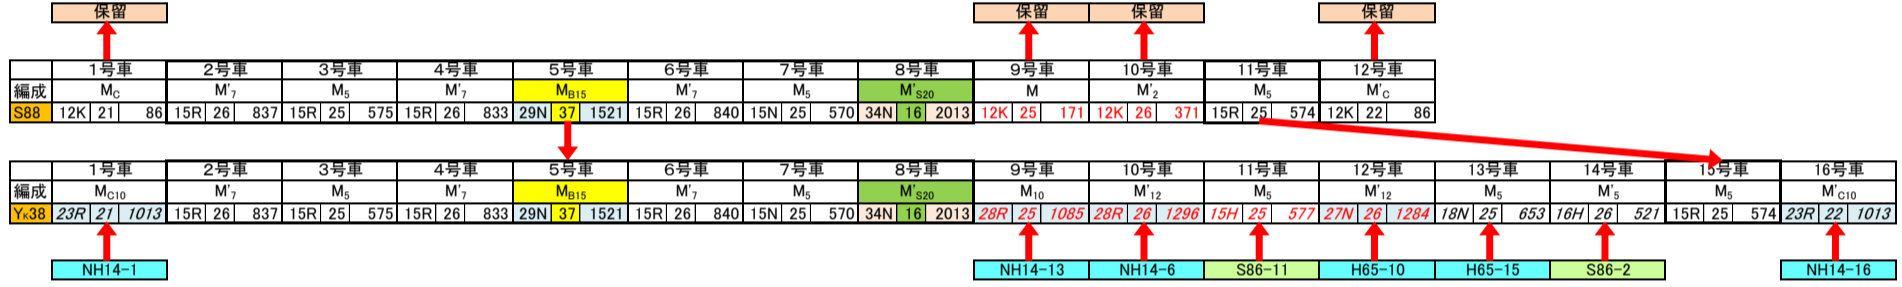 保留 保留 保留 保留
1号車 2号車 3号車 4号車 5号車 6号車 7号車 8号車 9号車 10号車 11号車 12号車
編成 MC M'7 M5 M'7 MB15 M'7 M5 M'S20 M M'2 M5 M'C
S88 12K 21 86 15R 26 837 15R 25 575 15R 26 833 29N 37 1521 15R 26 840 15N 25 570 34N 16 2013 12K 25 171 12K 26 371 15R 25 574 12K 22 86
1号車 2号車 3号車 4号車 5号車 6号車 7号車 8号車 9号車 10号車 11号車 12号車 13号車 14号車 15号車 16号車
編成 MC10 M'7 M5 M'7 MB15 M'7 M5 M'S20 M10 M'12 M5 M'12 M5 M'7 M5 M'C10
YK38 23R 21 1013 15R 26 837 15R 25 575 15R 26 833 29N 37 1521 15R 26 840 15N 25 570 34N 16 2013 28R 25 1085 28R 26 1296 15H 25 577 27N 26 1284 18N 25 653 16H 26 521 15R 25 574 23R 22 1013
NH14-1 NH14-13 NH14-6 S86-11 H65-10 H65-15 S86-2 NH14-16